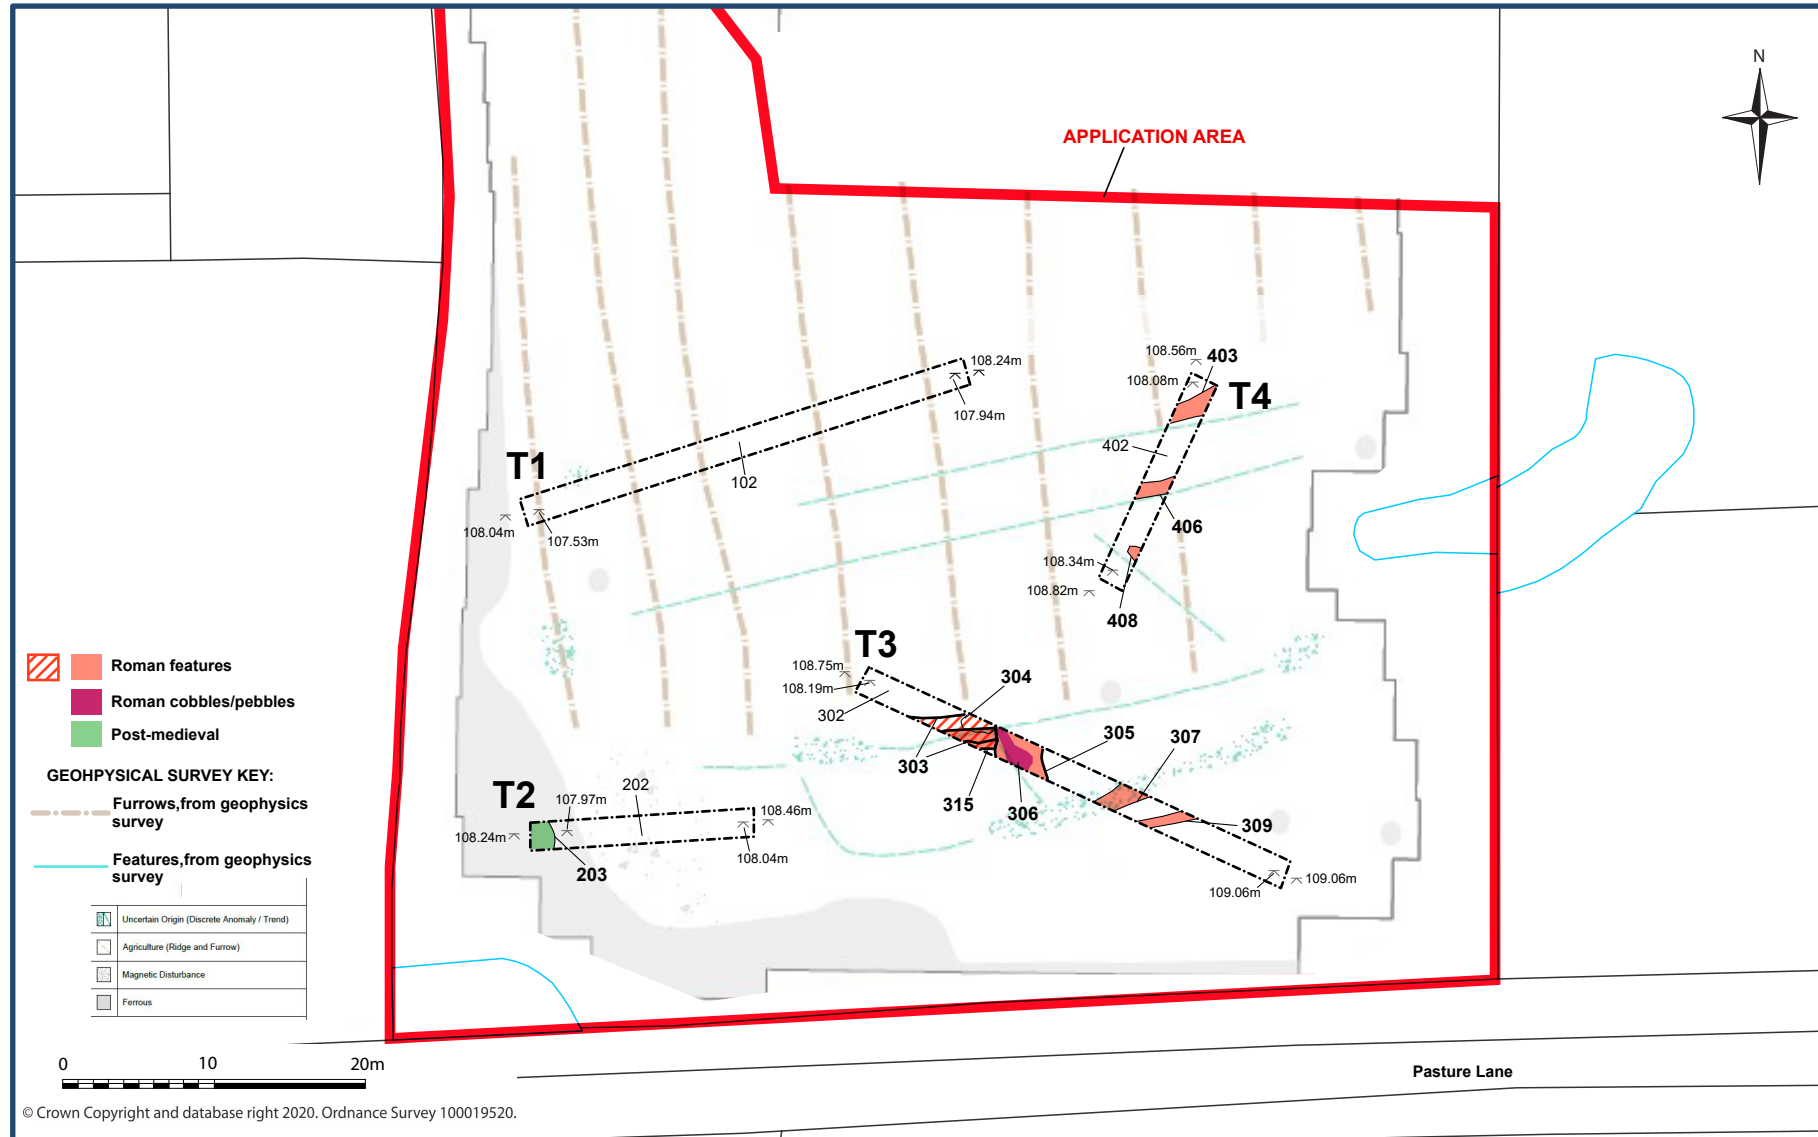 N
APPLICATION AREA
108.56m
403
108.08m
T4
108.24m
107.94m
402
T1
102
108.04m
107.53m
406
108.34m
108.82m
408
T3
108.75m
108.19m
302
304
303
305
307
315
306
309
109.06m
109.06m
T2
107.97m
202
108.46m
108.24m
108.04m
203
Roman features
Roman cobbles/pebbles
Post-medieval
GEOHPYSICAL SURVEY KEY:
Furrows,from geophysics
survey
Features,from geophysics
survey
Uncertain Origin (Discrete Anomaly / Trend)
Agriculture (Ridge and Furrow)
Magnetic Disturbance
Ferrous
0 10 20m
Pasture Lane
© Crown Copyright and database right 2020. Ordnance Survey 100019520.